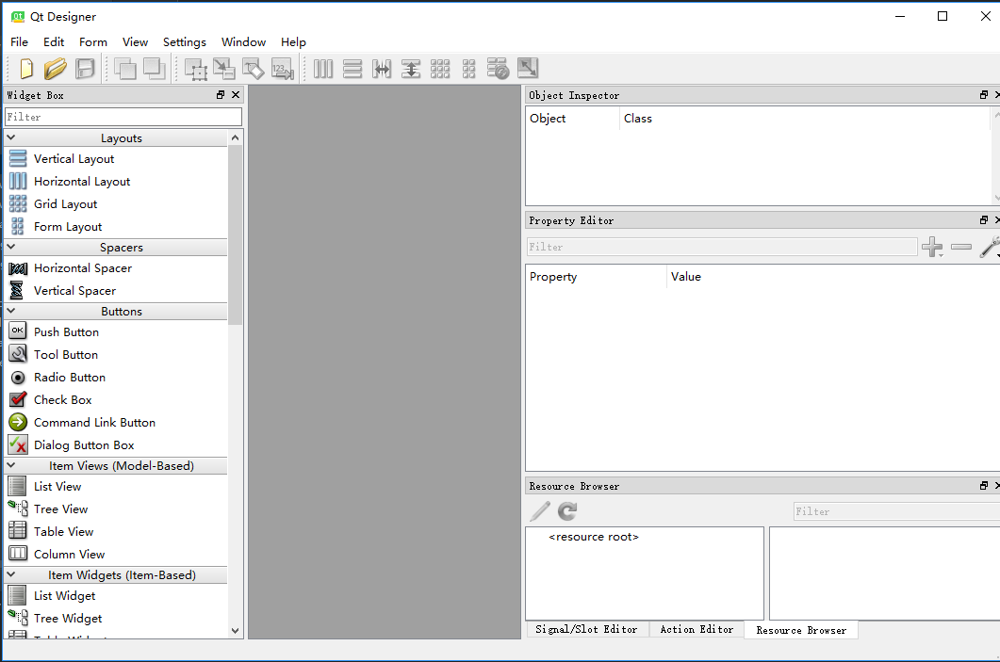 Qt Designer
File Edit Form View Settings Window Help
Widget Box
Filter
Layouts
Vertical Layout
Horizontal Layout
Grid Layout
Form Layout
Spacers
Horizontal Spacer
Vertical Spacer
Buttons
OK Push Button
Tool Button
Radio Button
Check Box
Command Link Button
Dialog Button Box
Item Views (Model-Based)
List View
Tree View
Table View
Column View
Item Widgets (Item-Based)
List Widget
Tree Widget
Object Inspector
Object Class
Property Editor
Filter
Property Value
Resource Browser
Filter
<resource root>
Signal/Slot Editor Action Editor Resource Browser